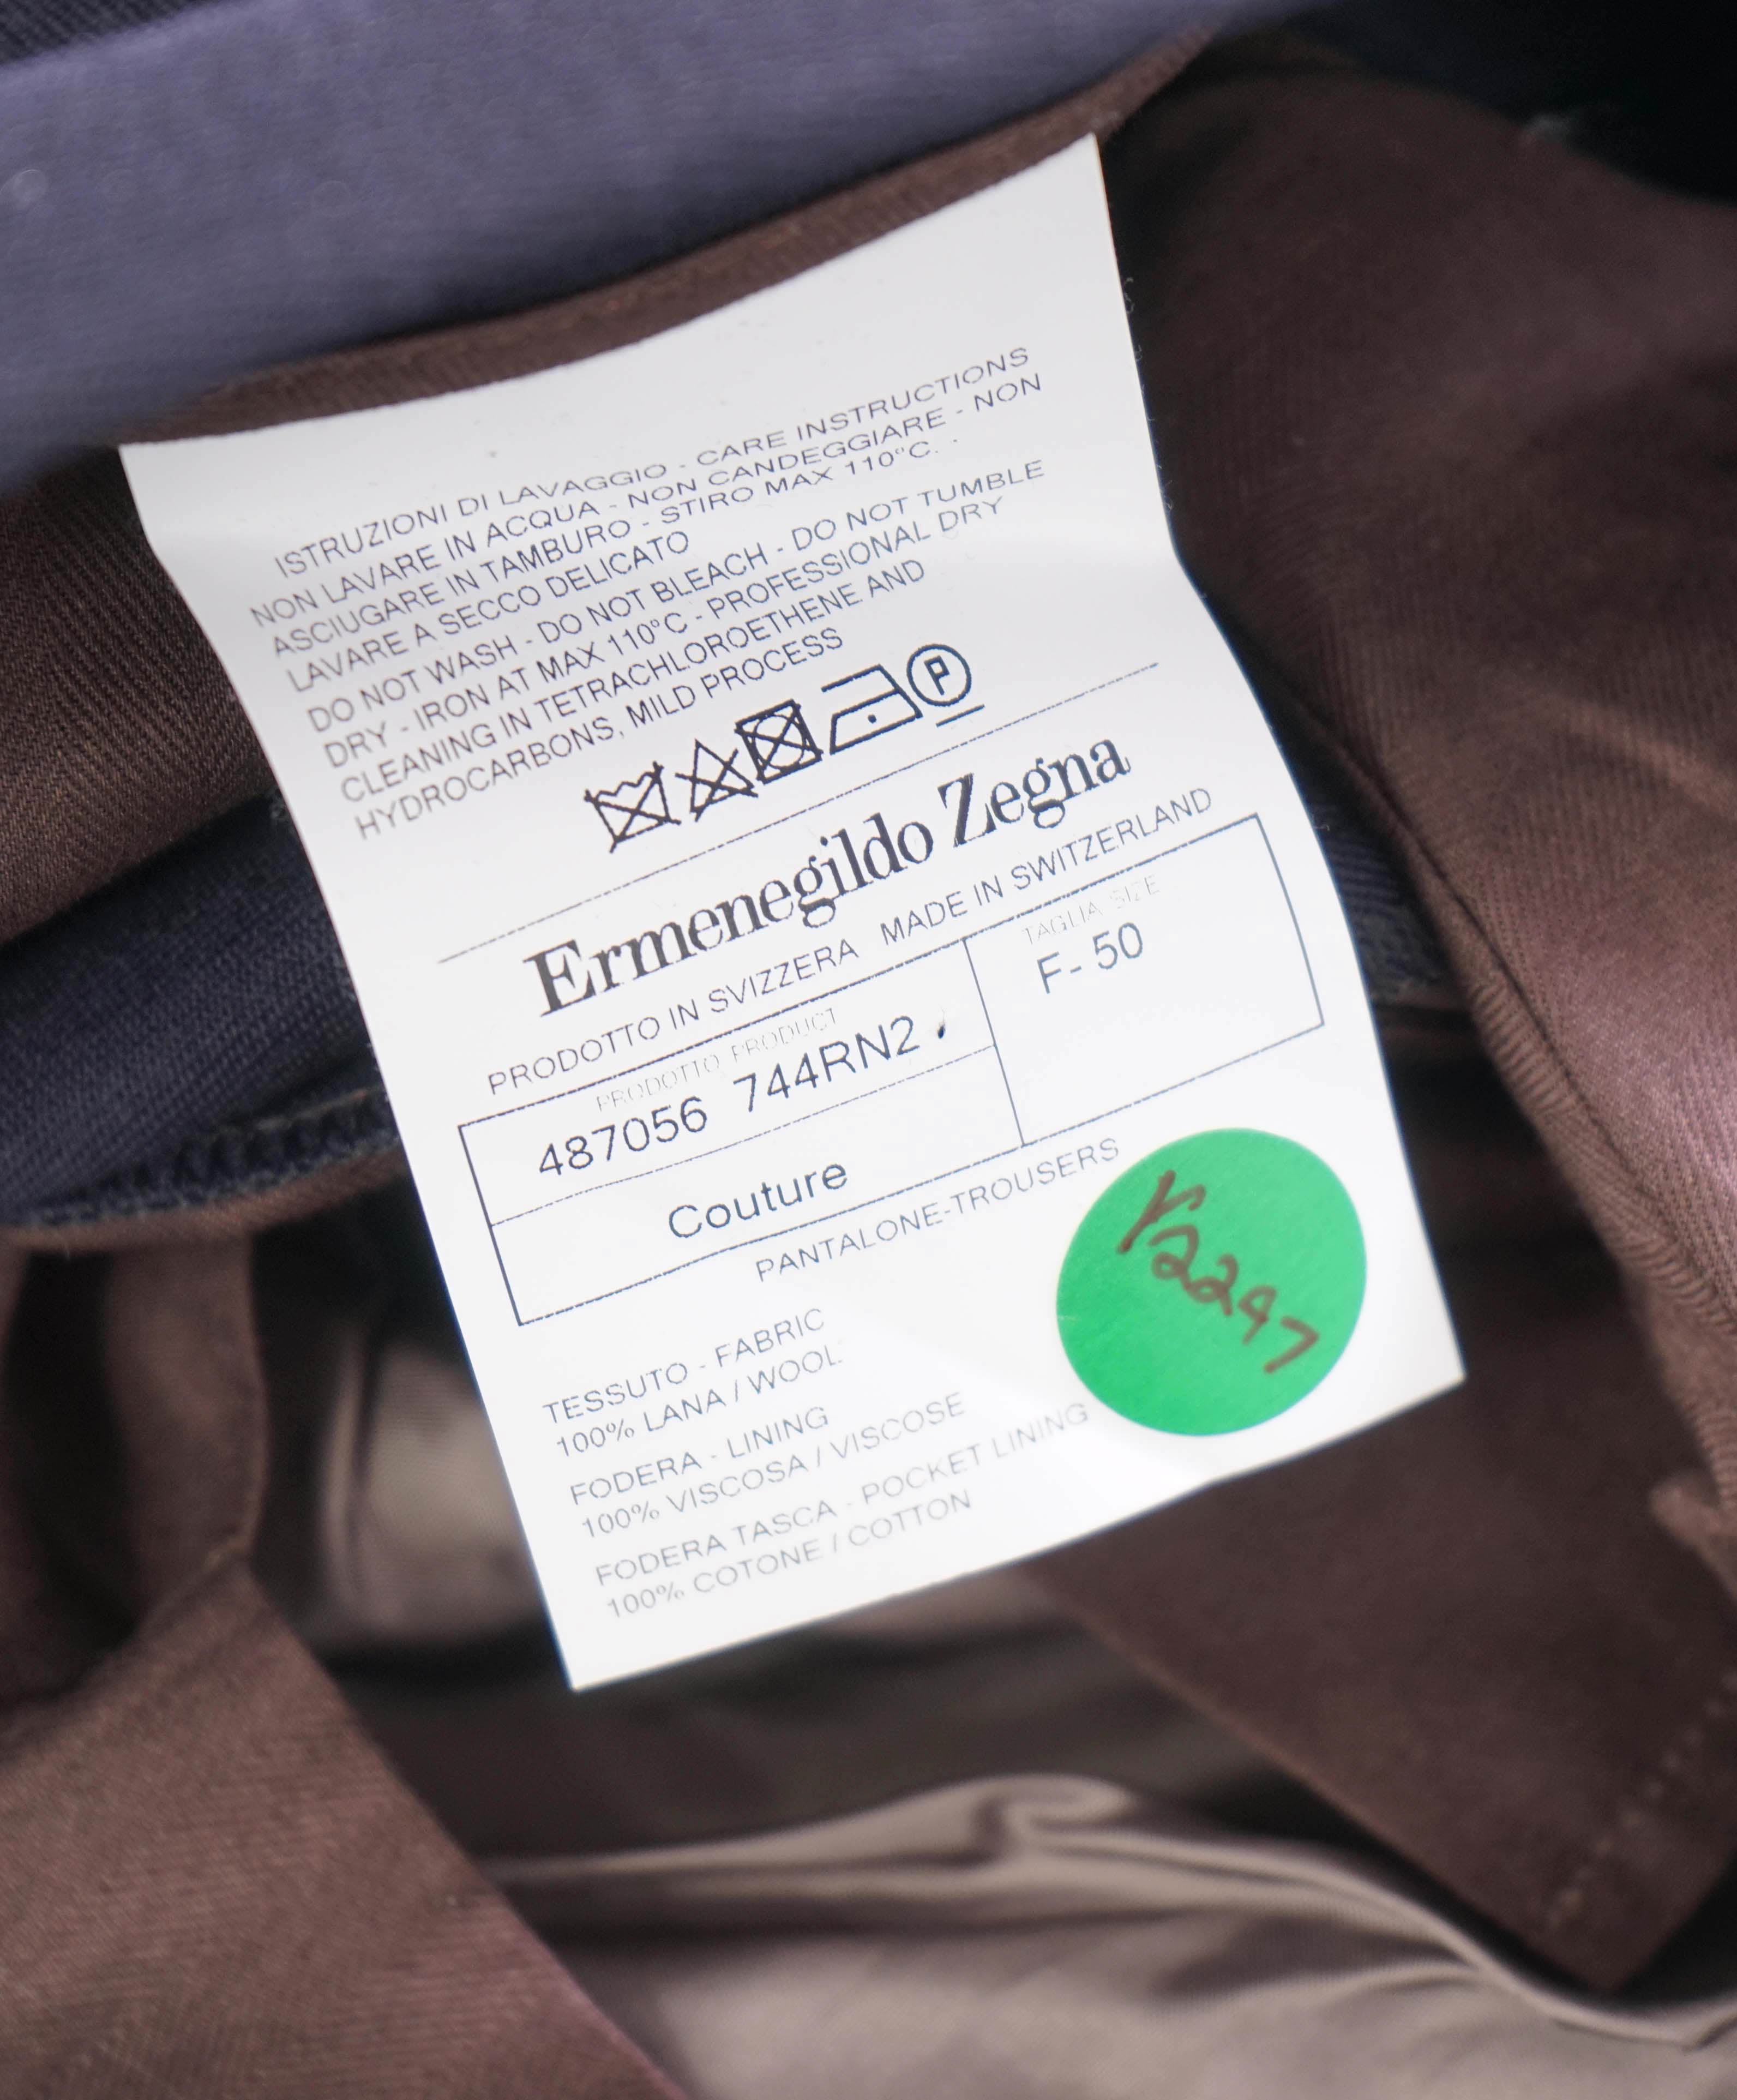 ISTRUZIONI DI LAVAGGIO - CARE INSTRUCTIONS
NON LAVARE IN ACQUA - NON CANDEGGIARE - NON
ASCIUGARE IN TAMBURO - STIRO MAX 110°C.
LAVARE A SECCO DELICATO
DO NOT WASH - DO NOT BLEACH - DO NOT TUMBLE
DRY - IRON AT MAX 110°C - PROFESSIONAL DRY
CLEANING IN TETRACHLOROETHENE AND
HYDROCARBONS, MILD PROCESS
P
Ermenegildo Zegna
PRODOTTO IN SVIZZERA MADE IN SWITZERLAND
PRODOTTO PRODUCT
487056 744RN2
TAGLIA SIZE
F- 50
Couture
PANTALONE-TROUSERS
TESSUTO - FABRIC
100% LANA / WOOL
FODERA - LINING
100% VISCOSA / VISCOSE
FODERA TASCA - POCKET LINING
100% COTONE / COTTON
r2297